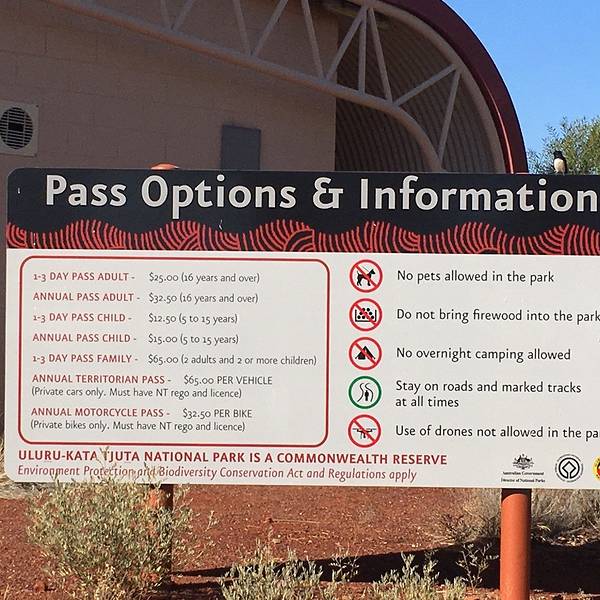 Pass Options & Information
1-3 DAY PASS ADULT - $25.00 (16 years and over)
ANNUAL PASS ADULT - $32.50 (16 years and over)
1-3 DAY PASS CHILD - $12.50 (5 to 15 years)
ANNUAL PASS CHILD - $15.00 (5 to 15 years)
1-3 DAY PASS FAMILY - $65.00 (2 adults and 2 or more children)
ANNUAL TERRITORIAN PASS - $65.00 PER VEHICLE
(Private cars only. Must have NT rego and licence)
ANNUAL MOTORCYCLE PASS - $32.50 PER BIKE
(Private bikes only. Must have NT rego and licence)
No pets allowed in the park
Do not bring firewood into the park
No overnight camping allowed
Stay on roads and marked tracks
at all times
Use of drones not allowed in the pa
ULURU-KATA TJUTA NATIONAL PARK IS A COMMONWEALTH RESERVE
Environment Protection and Biodiversity Conservation Act and Regulations apply
Australian Government
Director of National Parks